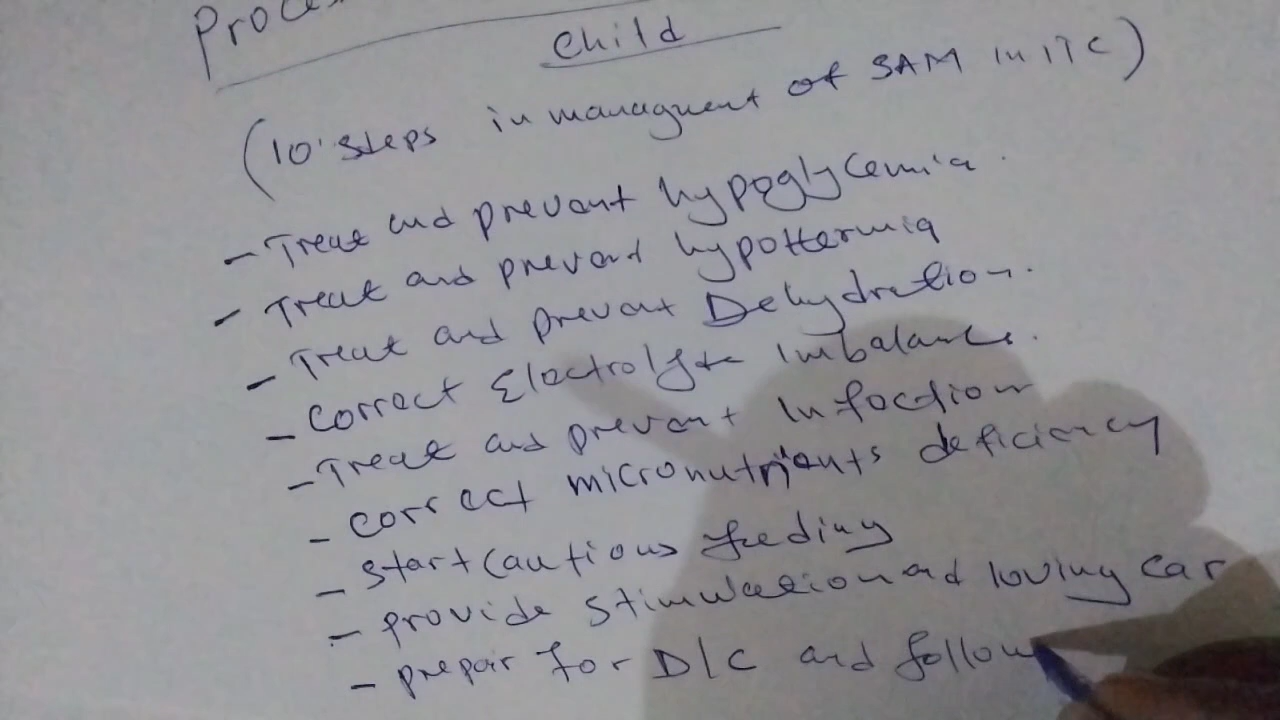 Proce
Child
(10 steps in managment of SAM in ITC)
- Treat and prevent hypoglycemia.
- Treat and prevent hypothermia
- Treat and prevent Dehydration.
- correct Electrolyte Imbalance.
- Treat and prevent Infection
- correct micronutrients deficiency
- start cautious feeding
- provide stimulation and loving car
- prepair for D/C and follow